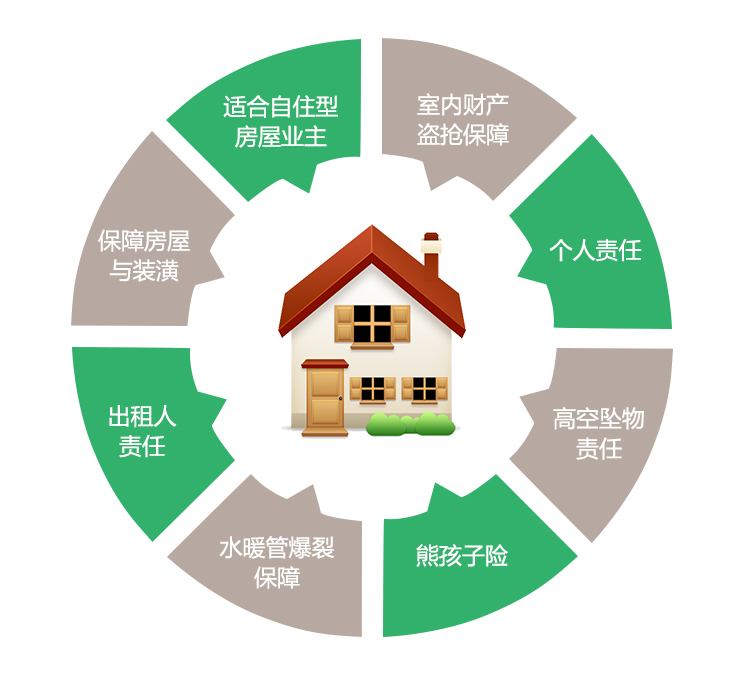 适合自住型
房屋业主
室内财产
盗抢保障
个人责任
高空坠物
责任
熊孩子险
水暖管爆裂
保障
出租人
责任
保障房屋
与装潢